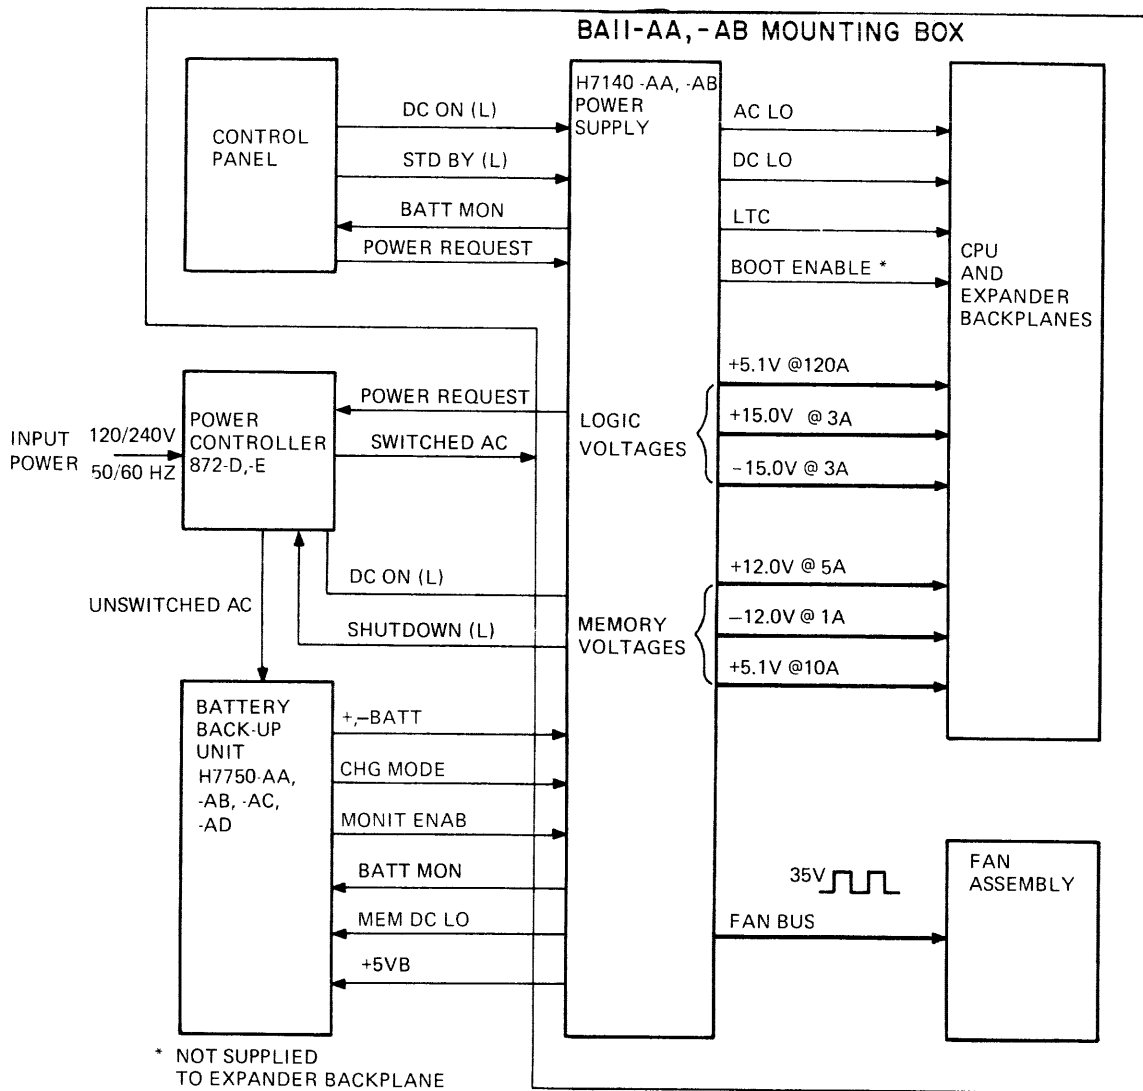 BA11-AA, -AB MOUNTING BOX
CONTROL
PANEL
DC ON (L)
STD BY (L)
BATT MON
POWER REQUEST
H7140 -AA, -AB
POWER
SUPPLY
AC LO
DC LO
LTC
BOOT ENABLE *
CPU
AND
EXPANDER
BACKPLANES
INPUT
POWER
120/240V
50/60 HZ
POWER
CONTROLLER
872-D,-E
POWER REQUEST
SWITCHED AC
LOGIC
VOLTAGES
+5.1V @120A
+15.0V @ 3A
-15.0V @ 3A
UNSWITCHED AC
DC ON (L)
SHUTDOWN (L)
MEMORY
VOLTAGES
+12.0V @ 5A
-12.0V @ 1A
+5.1V @10A
BATTERY
BACK-UP
UNIT
H7750-AA,
-AB, -AC,
-AD
+,-BATT
CHG MODE
MONIT ENAB
BATT MON
MEM DC LO
+5VB
35V
FAN BUS
FAN
ASSEMBLY
* NOT SUPPLIED
TO EXPANDER BACKPLANE